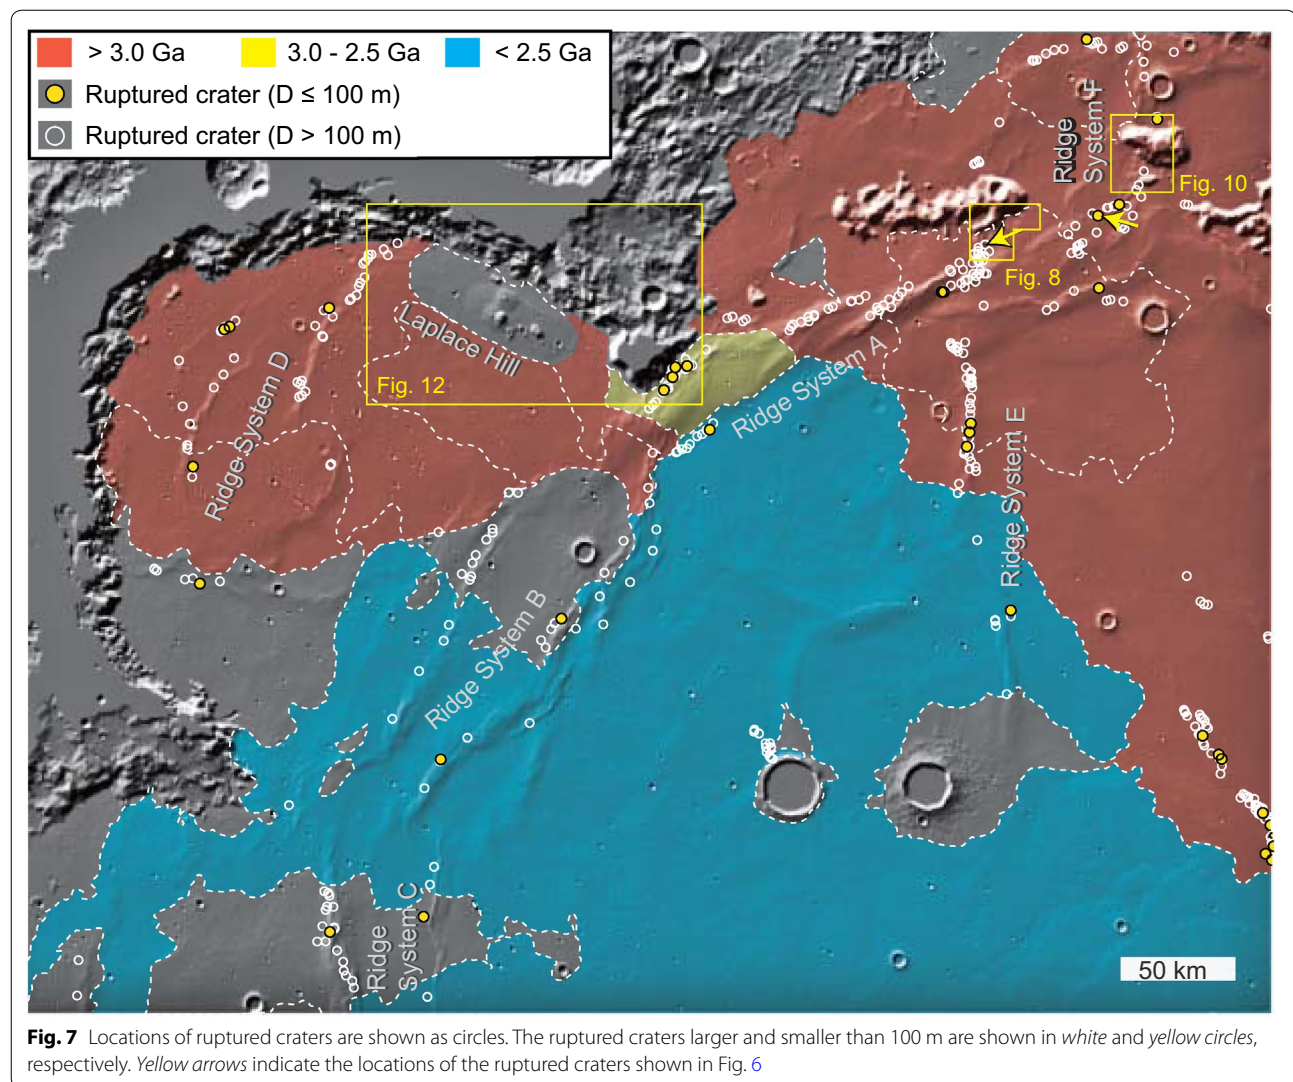 > 3.0 Ga
3.0 - 2.5 Ga
< 2.5 Ga
Ruptured crater (D ≤ 100 m)
Ruptured crater (D > 100 m)
Ridge
System F
Fig. 10
Fig. 8
Laplace Hill
Fig. 12
Ridge System A
Ridge System D
Ridge System E
Ridge System B
Ridge
System C
50 km
Fig. 7 Locations of ruptured craters are shown as circles. The ruptured craters larger and smaller than 100 m are shown in white and yellow circles,
respectively. Yellow arrows indicate the locations of the ruptured craters shown in Fig. 6